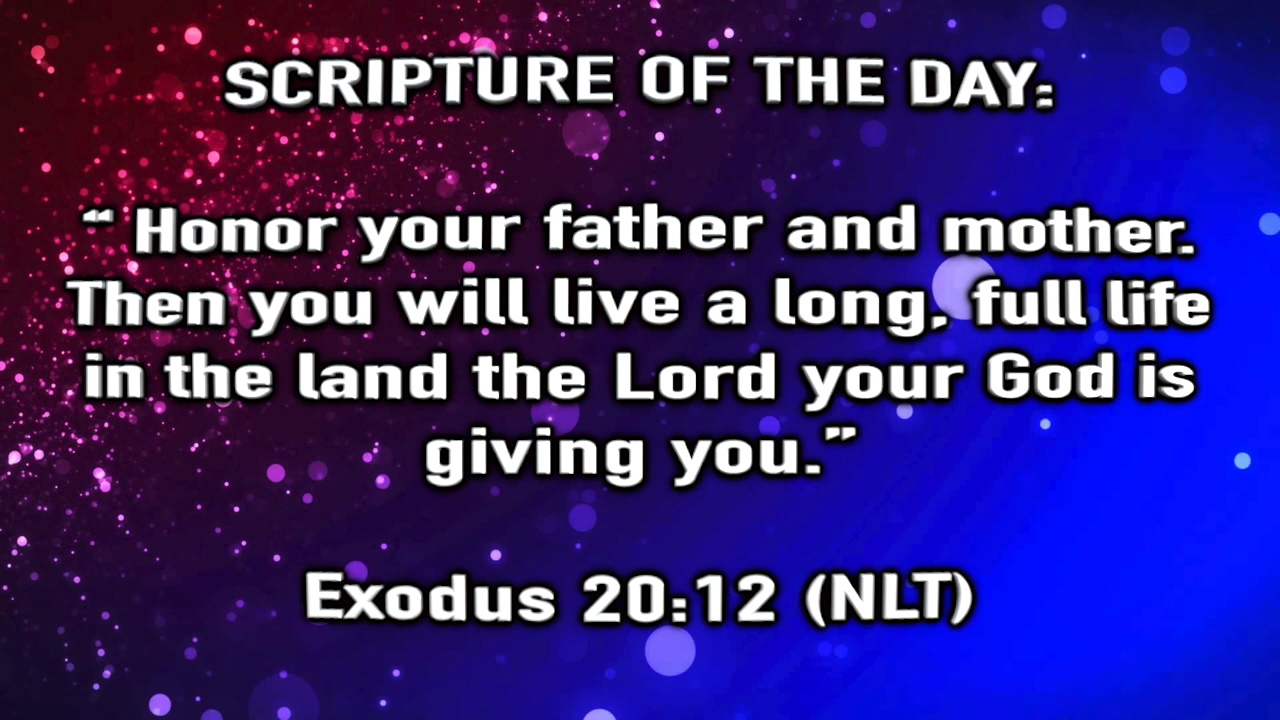 SCRIPTURE OF THE DAY:
“ Honor your father and mother.
Then you will live a long, full life
in the land the Lord your God is
giving you.”
Exodus 20:12 (NLT)